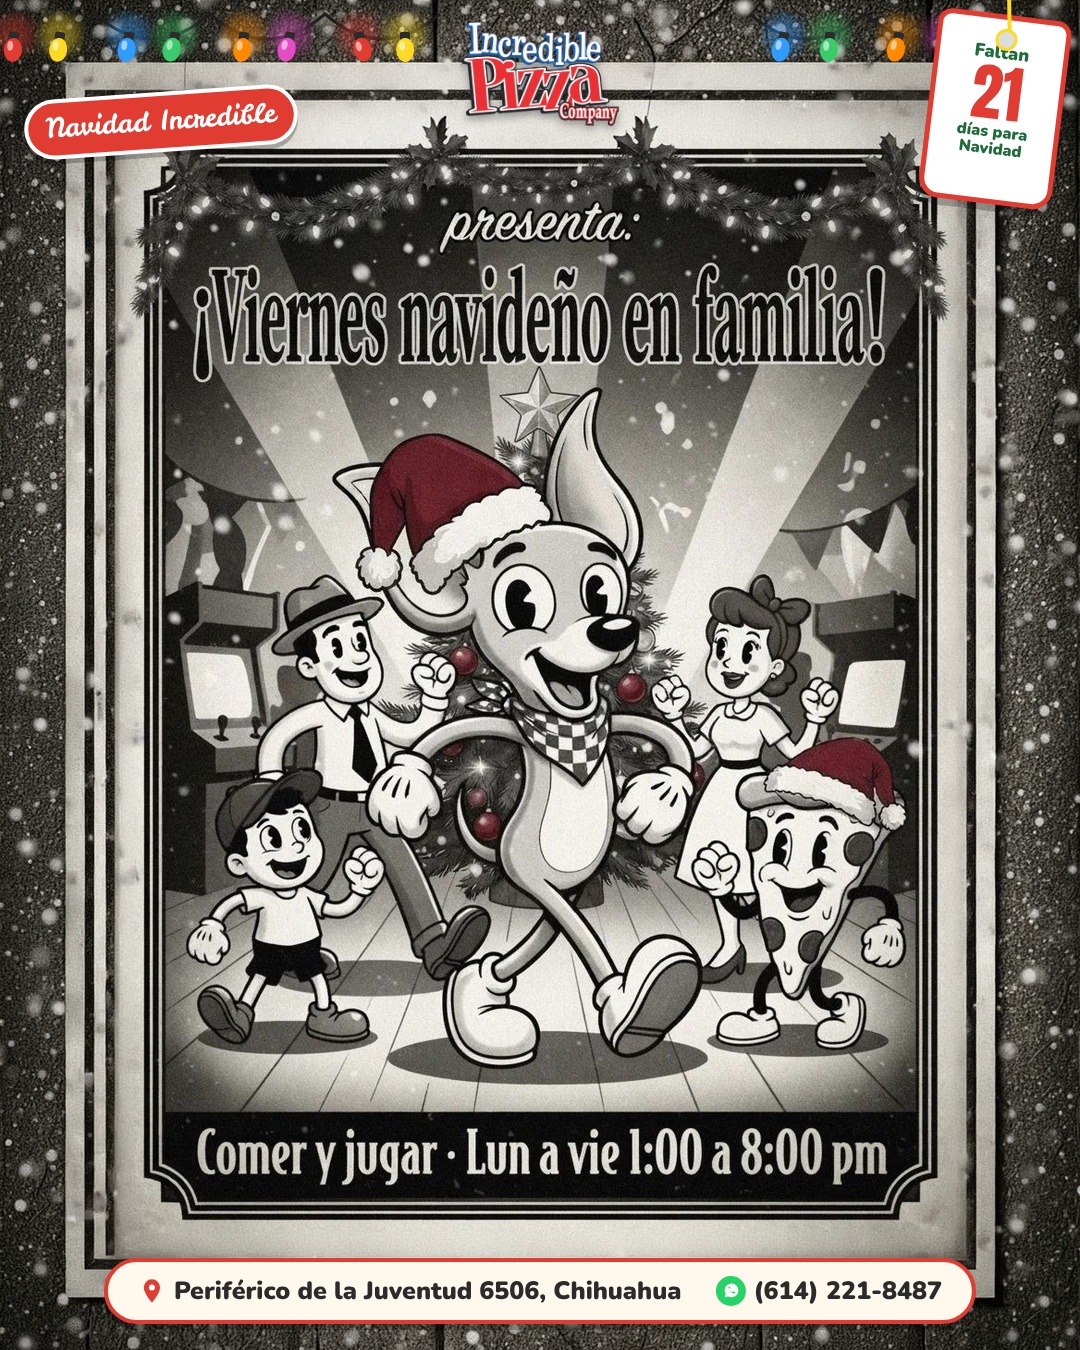 Incredible
Pizza
Company
Navidad Incredible
Faltan
21
días para
Navidad
presenta:
¡Viernes navideño en familia!
Comer y jugar · Lun a vie 1:00 a 8:00 pm
Periférico de la Juventud 6506, Chihuahua
(614) 221-8487